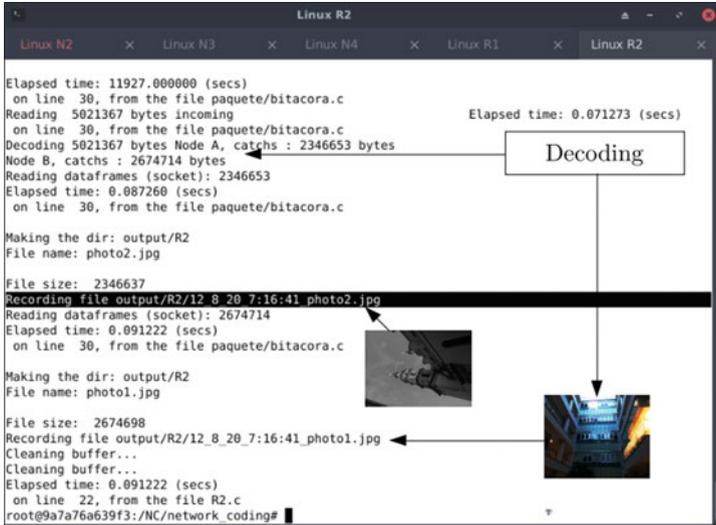 Linux R2
Linux N2 × Linux N3 × Linux N4 × Linux R1 × Linux R2 ×
Elapsed time: 11927.000000 (secs)
on line 30, from the file paquete/bitacora.c
Reading 5021367 bytes incoming Elapsed time: 0.071273 (secs)
on line 30, from the file paquete/bitacora.c
Decoding 5021367 bytes Node A, catchs : 2346653 bytes
Decoding
Node B, catchs : 2674714 bytes
Reading dataframes (socket): 2346653
Elapsed time: 0.087260 (secs)
on line 30, from the file paquete/bitacora.c
Making the dir: output/R2
File name: photo2.jpg
File size: 2346637
Recording file output/R2/12_8_20_7:16:41_photo2.jpg
Reading dataframes (socket): 2674714
Elapsed time: 0.091222 (secs)
on line 30, from the file paquete/bitacora.c
Making the dir: output/R2
File name: photo1.jpg
File size: 2674698
Recording file output/R2/12_8_20_7:16:41_photo1.jpg
Cleaning buffer...
Cleaning buffer...
Elapsed time: 0.091222 (secs)
on line 22, from the file R2.c
root@9a7a76a639f3:/NC/network_coding#